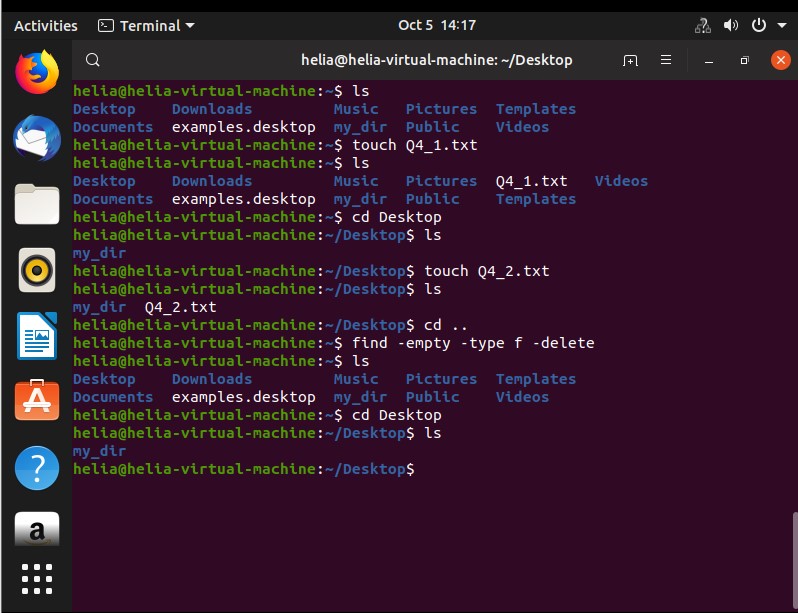 Activities Terminal Oct 5 14:17
helia@helia-virtual-machine: ~/Desktop
helia@helia-virtual-machine:~$ ls
Desktop Downloads Music Pictures Templates
Documents examples.desktop my_dir Public Videos
helia@helia-virtual-machine:~$ touch Q4_1.txt
helia@helia-virtual-machine:~$ ls
Desktop Downloads Music Pictures Q4_1.txt Videos
Documents examples.desktop my_dir Public Templates
helia@helia-virtual-machine:~$ cd Desktop
helia@helia-virtual-machine:~/Desktop$ ls
my_dir
helia@helia-virtual-machine:~/Desktop$ touch Q4_2.txt
helia@helia-virtual-machine:~/Desktop$ ls
my_dir Q4_2.txt
helia@helia-virtual-machine:~/Desktop$ cd ..
helia@helia-virtual-machine:~$ find -empty -type f -delete
helia@helia-virtual-machine:~$ ls
Desktop Downloads Music Pictures Templates
Documents examples.desktop my_dir Public Videos
helia@helia-virtual-machine:~$ cd Desktop
helia@helia-virtual-machine:~/Desktop$ ls
my_dir
helia@helia-virtual-machine:~/Desktop$
?
a